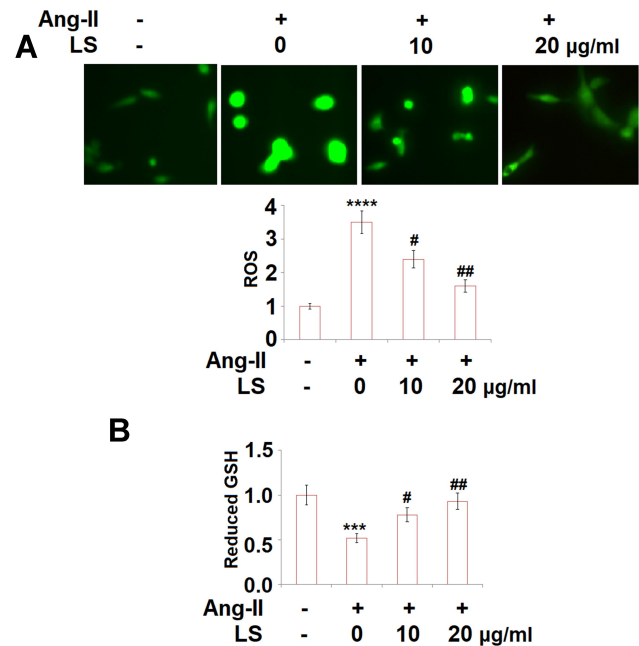 Ang-II - + + +
A LS - 0 10 20 µg/ml
4
****
3
#
ROS
2
##
1
0
Ang-II - + + +
LS - 0 10 20 µg/ml
B
1.5
Reduced GSH
1.0
***
#
##
0.5
0.0
Ang-II - + + +
LS - 0 10 20 µg/ml